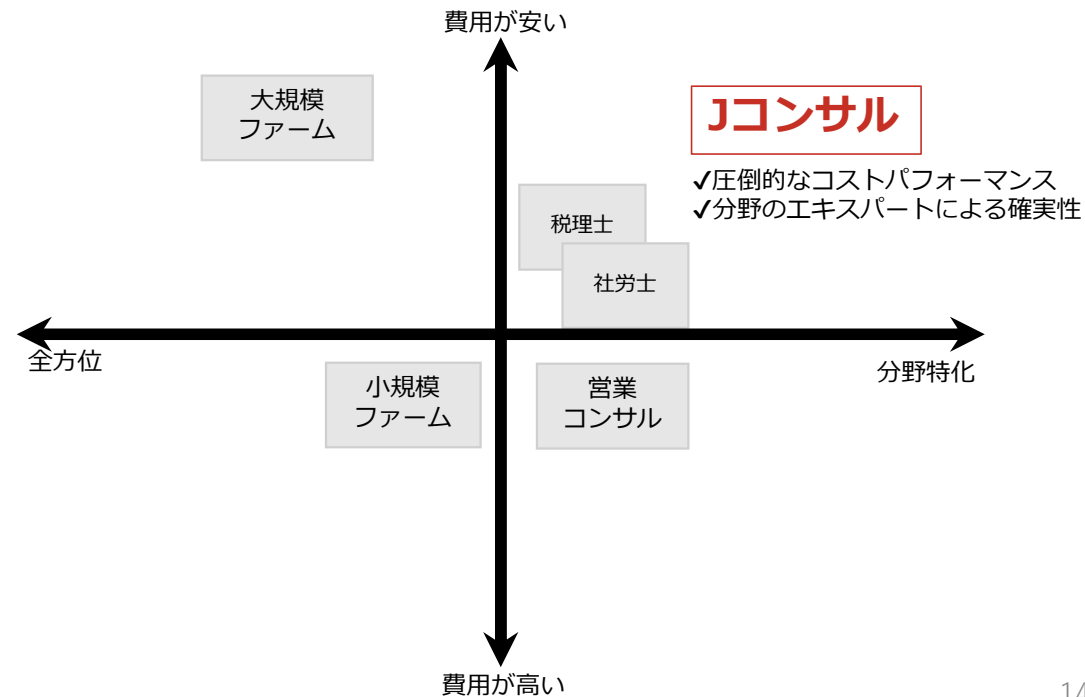 費用が安い
大規模
ファーム
Jコンサル
✓圧倒的なコストパフォーマンス
✓分野のエキスパートによる確実性
税理士
社労士
全方位
分野特化
小規模
ファーム
営業
コンサル
費用が高い
14